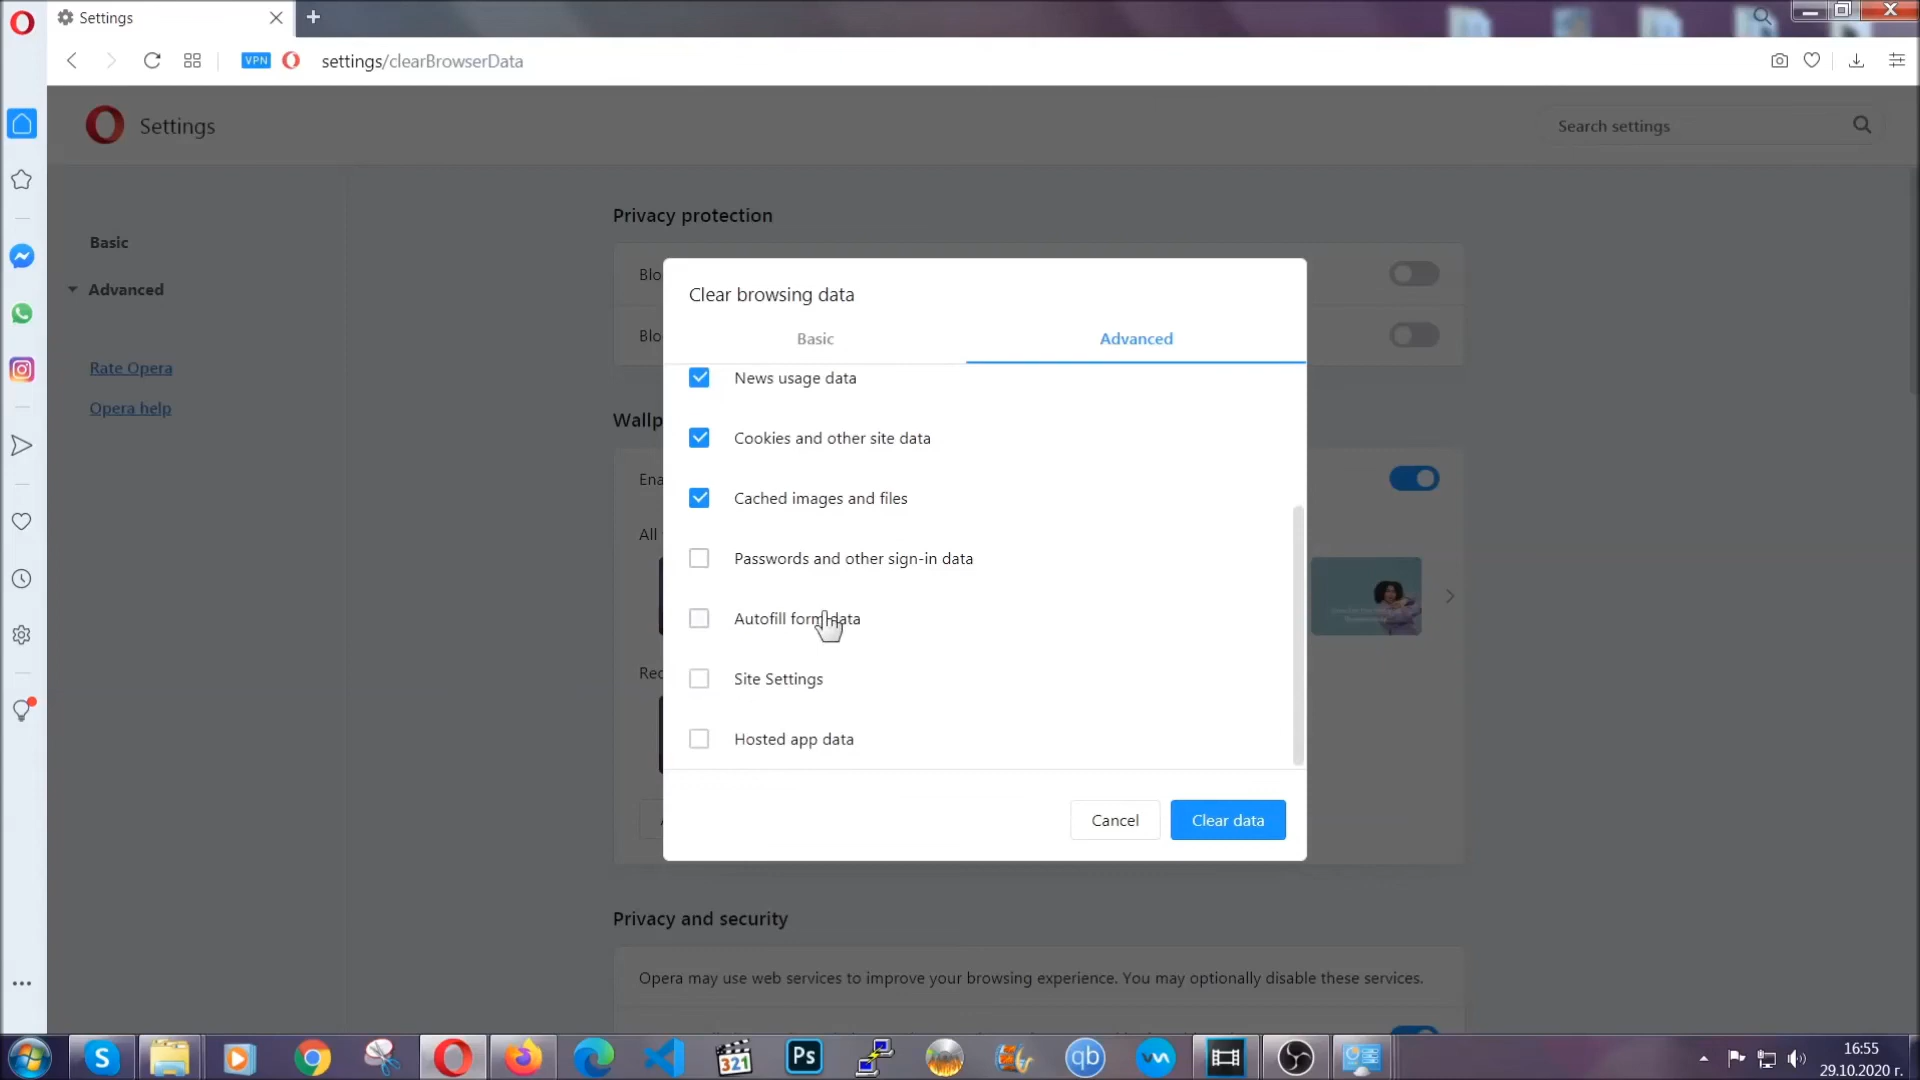 Settings
VPN
settings/clearBrowserData
Settings
Search settings
Basic
Advanced
Rate Opera
Opera help
Privacy protection
Blo
Blo
Wallp
Ena
All
Rec
Clear browsing data
Basic
Advanced
News usage data
Cookies and other site data
Cached images and files
Passwords and other sign-in data
Autofill form data
Site Settings
Hosted app data
Cancel
Clear data
Privacy and security
Opera may use web services to improve your browsing experience. You may optionally disable these services.
S
321
Ps
qb
16:55
29.10.2020 г.